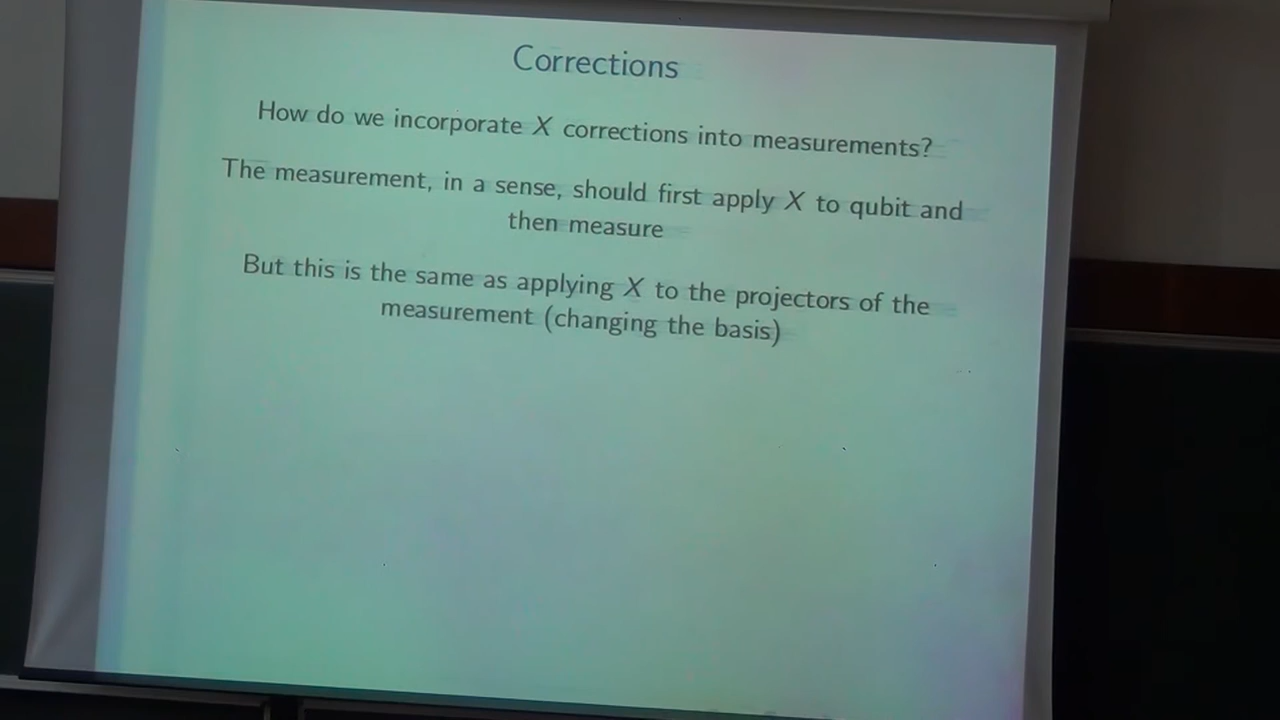 Corrections
How do we incorporate X corrections into measurements?
The measurement, in a sense, should first apply X to qubit and
then measure
But this is the same as applying X to the projectors of the
measurement (changing the basis)